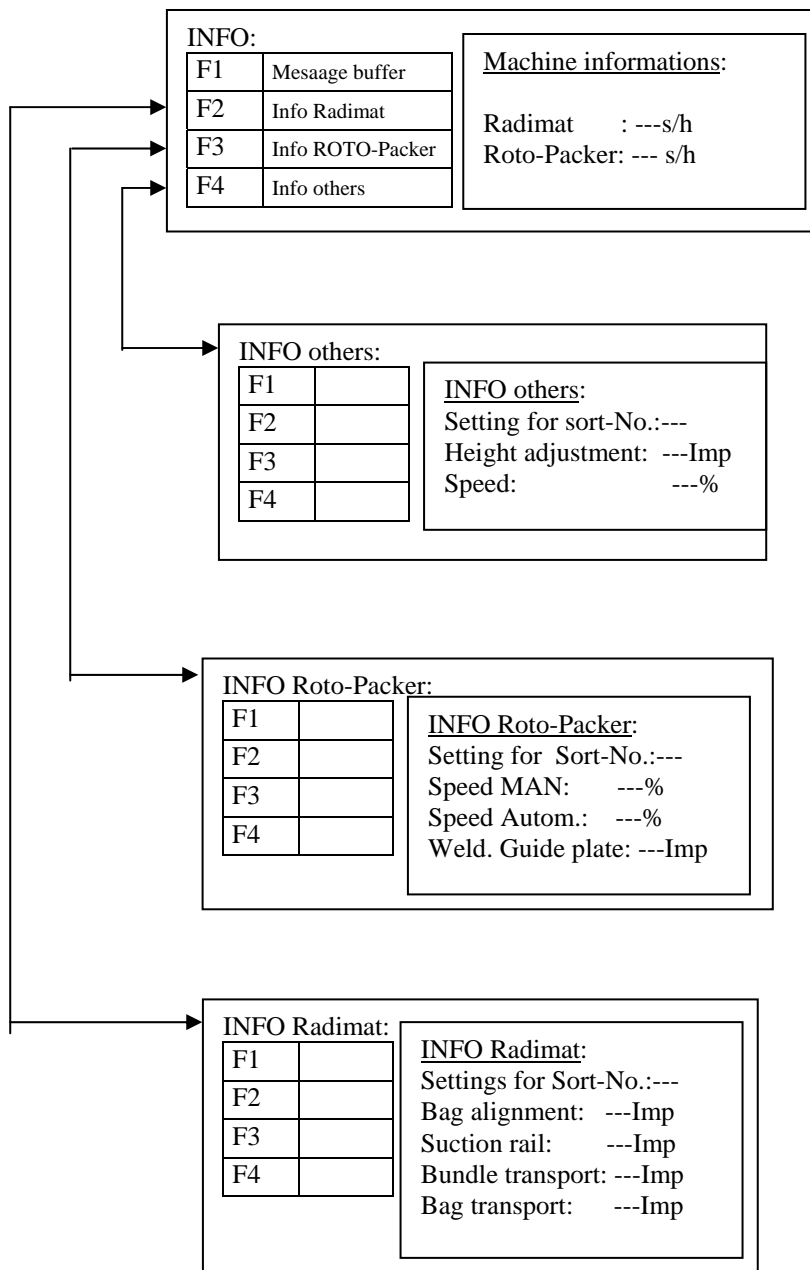 INFO:
F1 Mesaage buffer
F2 Info Radimat
F3 Info ROTO-Packer
F4 Info others
Machine informations:
Radimat : ---s/h
Roto-Packer: --- s/h
INFO others:
F1
F2
F3
F4
INFO others:
Setting for sort-No.:---
Height adjustment: ---Imp
Speed: ---%
INFO Roto-Packer:
F1
F2
F3
F4
INFO Roto-Packer:
Setting for Sort-No.:---
Speed MAN: ---%
Speed Autom.: ---%
Weld. Guide plate: ---Imp
INFO Radimat:
F1
F2
F3
F4
INFO Radimat:
Settings for Sort-No.:---
Bag alignment: ---Imp
Suction rail: ---Imp
Bundle transport: ---Imp
Bag transport: ---Imp